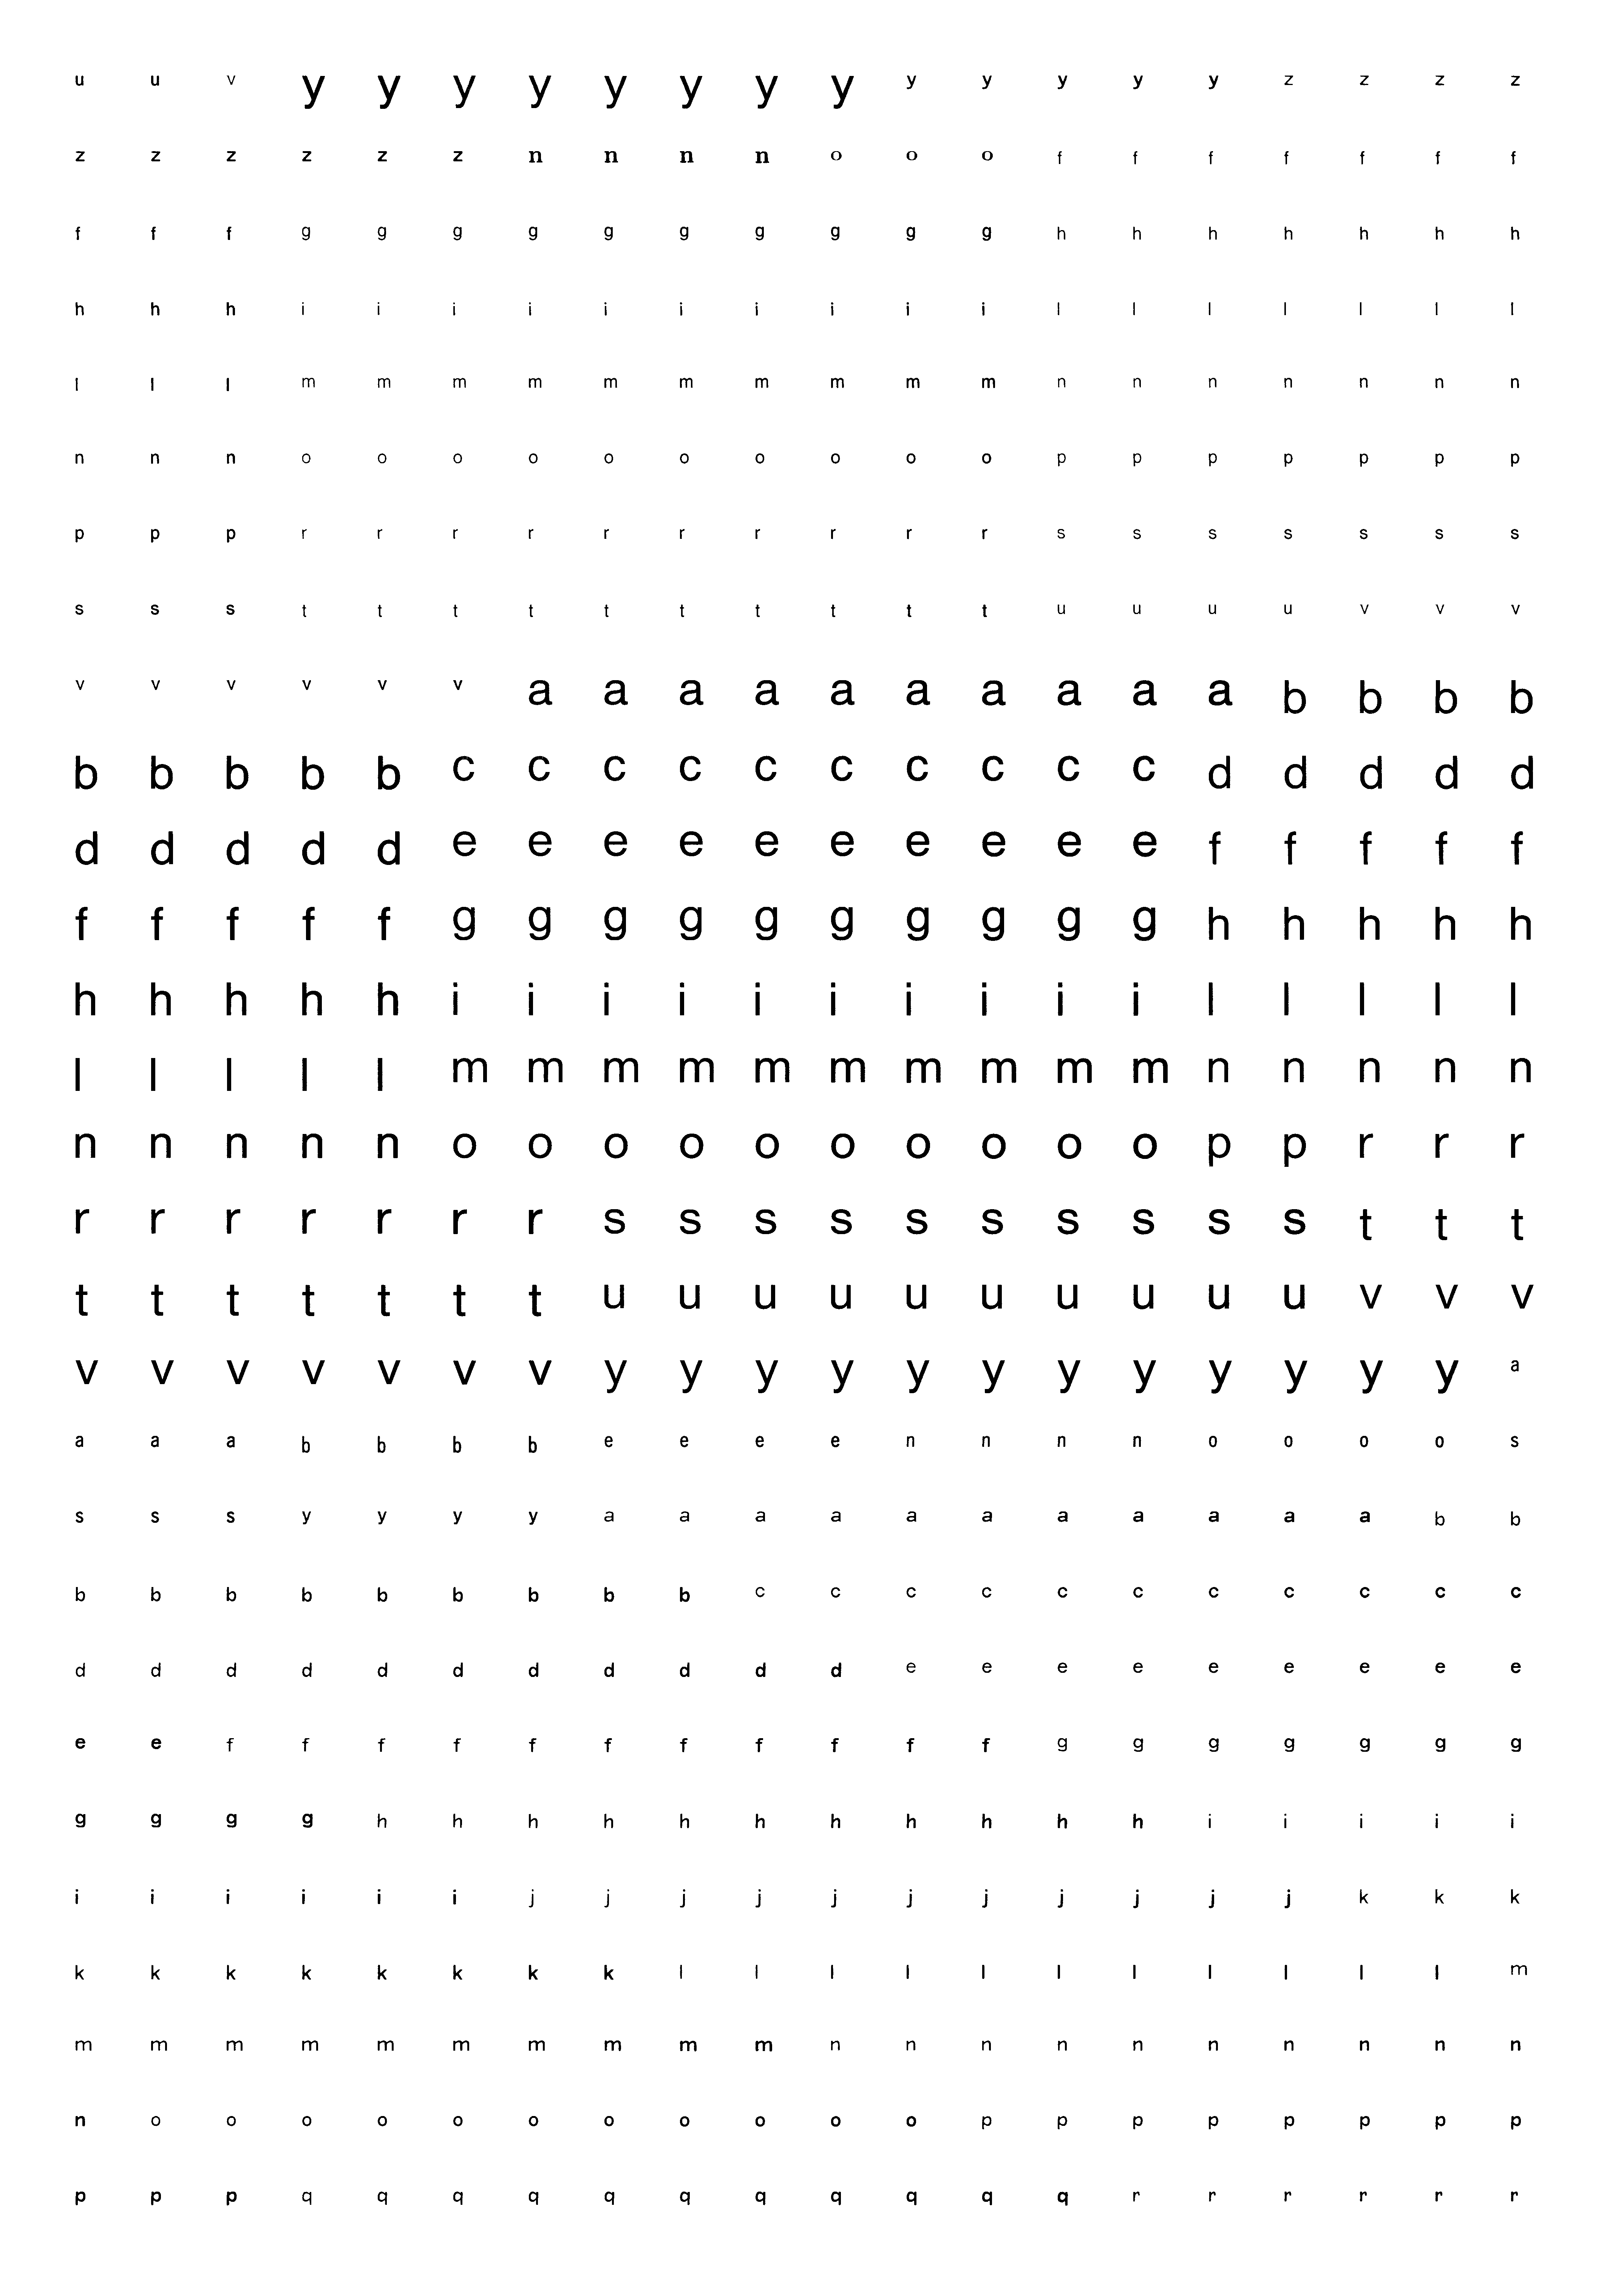 u u v y y y y y y y y y y y y y z z z z
z z z z z z n n n n o o o f f f f f f f
f f f g g g g g g g g g g h h h h h h h
h h h i i i i i i i i i i l l l l l l l
l l l m m m m m m m m m m n n n n n n n
n n n o o o o o o o o o o p p p p p p p
p p p r r r r r r r r r r s s s s s s s
s s s t t t t t t t t t t u u u u v v v
v v v v v v a a a a a a a a a a b b b b
b b b b b c c c c c c c c c c d d d d d
d d d d d e e e e e e e e e e f f f f f
f f f f f g g g g g g g g g g h h h h h
h h h h h i i i i i i i i i i l l l l l
l l l l l m m m m m m m m m m n n n n n
n n n n n o o o o o o o o o o p p r r r
r r r r r r r s s s s s s s s s s t t t
t t t t t t t u u u u u u u u u u v v v
v v v v v v v y y y y y y y y y y y y a
a a a b b b b e e e e n n n n o o o o s
s s s y y y y a a a a a a a a a a a b b
b b b b b b b b b c c c c c c c c c c c
d d d d d d d d d d d e e e e e e e e e
e e f f f f f f f f f f f g g g g g g g
g g g g h h h h h h h h h h h i i i i i
i i i i i i j j j j j j j j j j j k k k
k k k k k k k k l l l l l l l l l l l m
m m m m m m m m m m n n n n n n n n n n
n o o o o o o o o o o o p p p p p p p p
p p p q q q q q q q q q q q r r r r r r